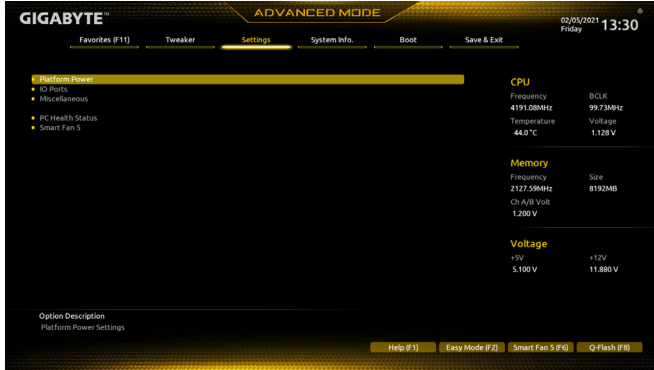 GIGABYTE™
ADVANCED MODE
02/05/2021
Friday
13:30
Favorites (F11) Tweaker Settings System Info. Boot Save & Exit
Platform Power
IO Ports
Miscellaneous
PC Health Status
Smart Fan 5
CPU
Frequency BCLK
4191.08MHz 99.73MHz
Temperature Voltage
44.0 °C 1.128 V
Memory
Frequency Size
2127.59MHz 8192MB
Ch A/B Volt
1.200 V
Voltage
+5V +12V
5.100 V 11.880 V
Option Description
Platform Power Settings
Help (F1) Easy Mode (F2) Smart Fan 5 (F6) Q-Flash (F8)